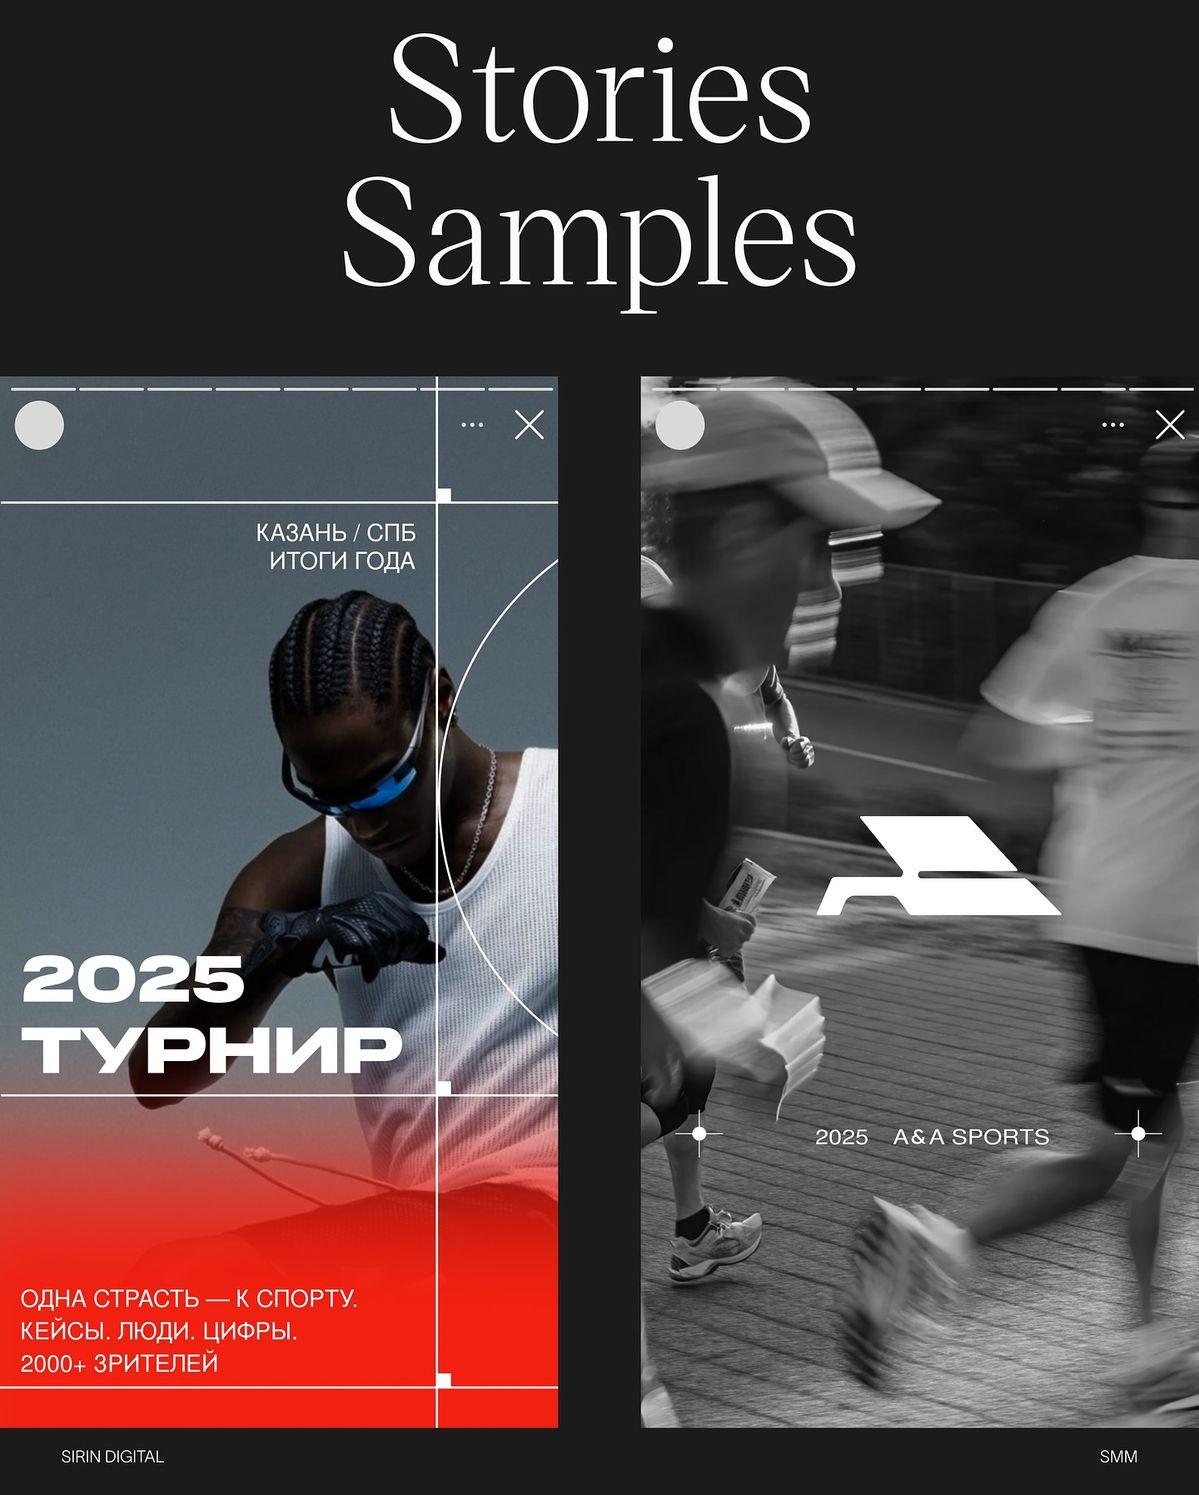 Stories
Samples
КАЗАНЬ / СПБ
ИТОГИ ГОДА
2025
ТУРНИР
ОДНА СТРАСТЬ — К СПОРТУ.
КЕЙСЫ. ЛЮДИ. ЦИФРЫ.
2000+ ЗРИТЕЛЕЙ
2025 A&A SPORTS
SIRIN DIGITAL
SMM